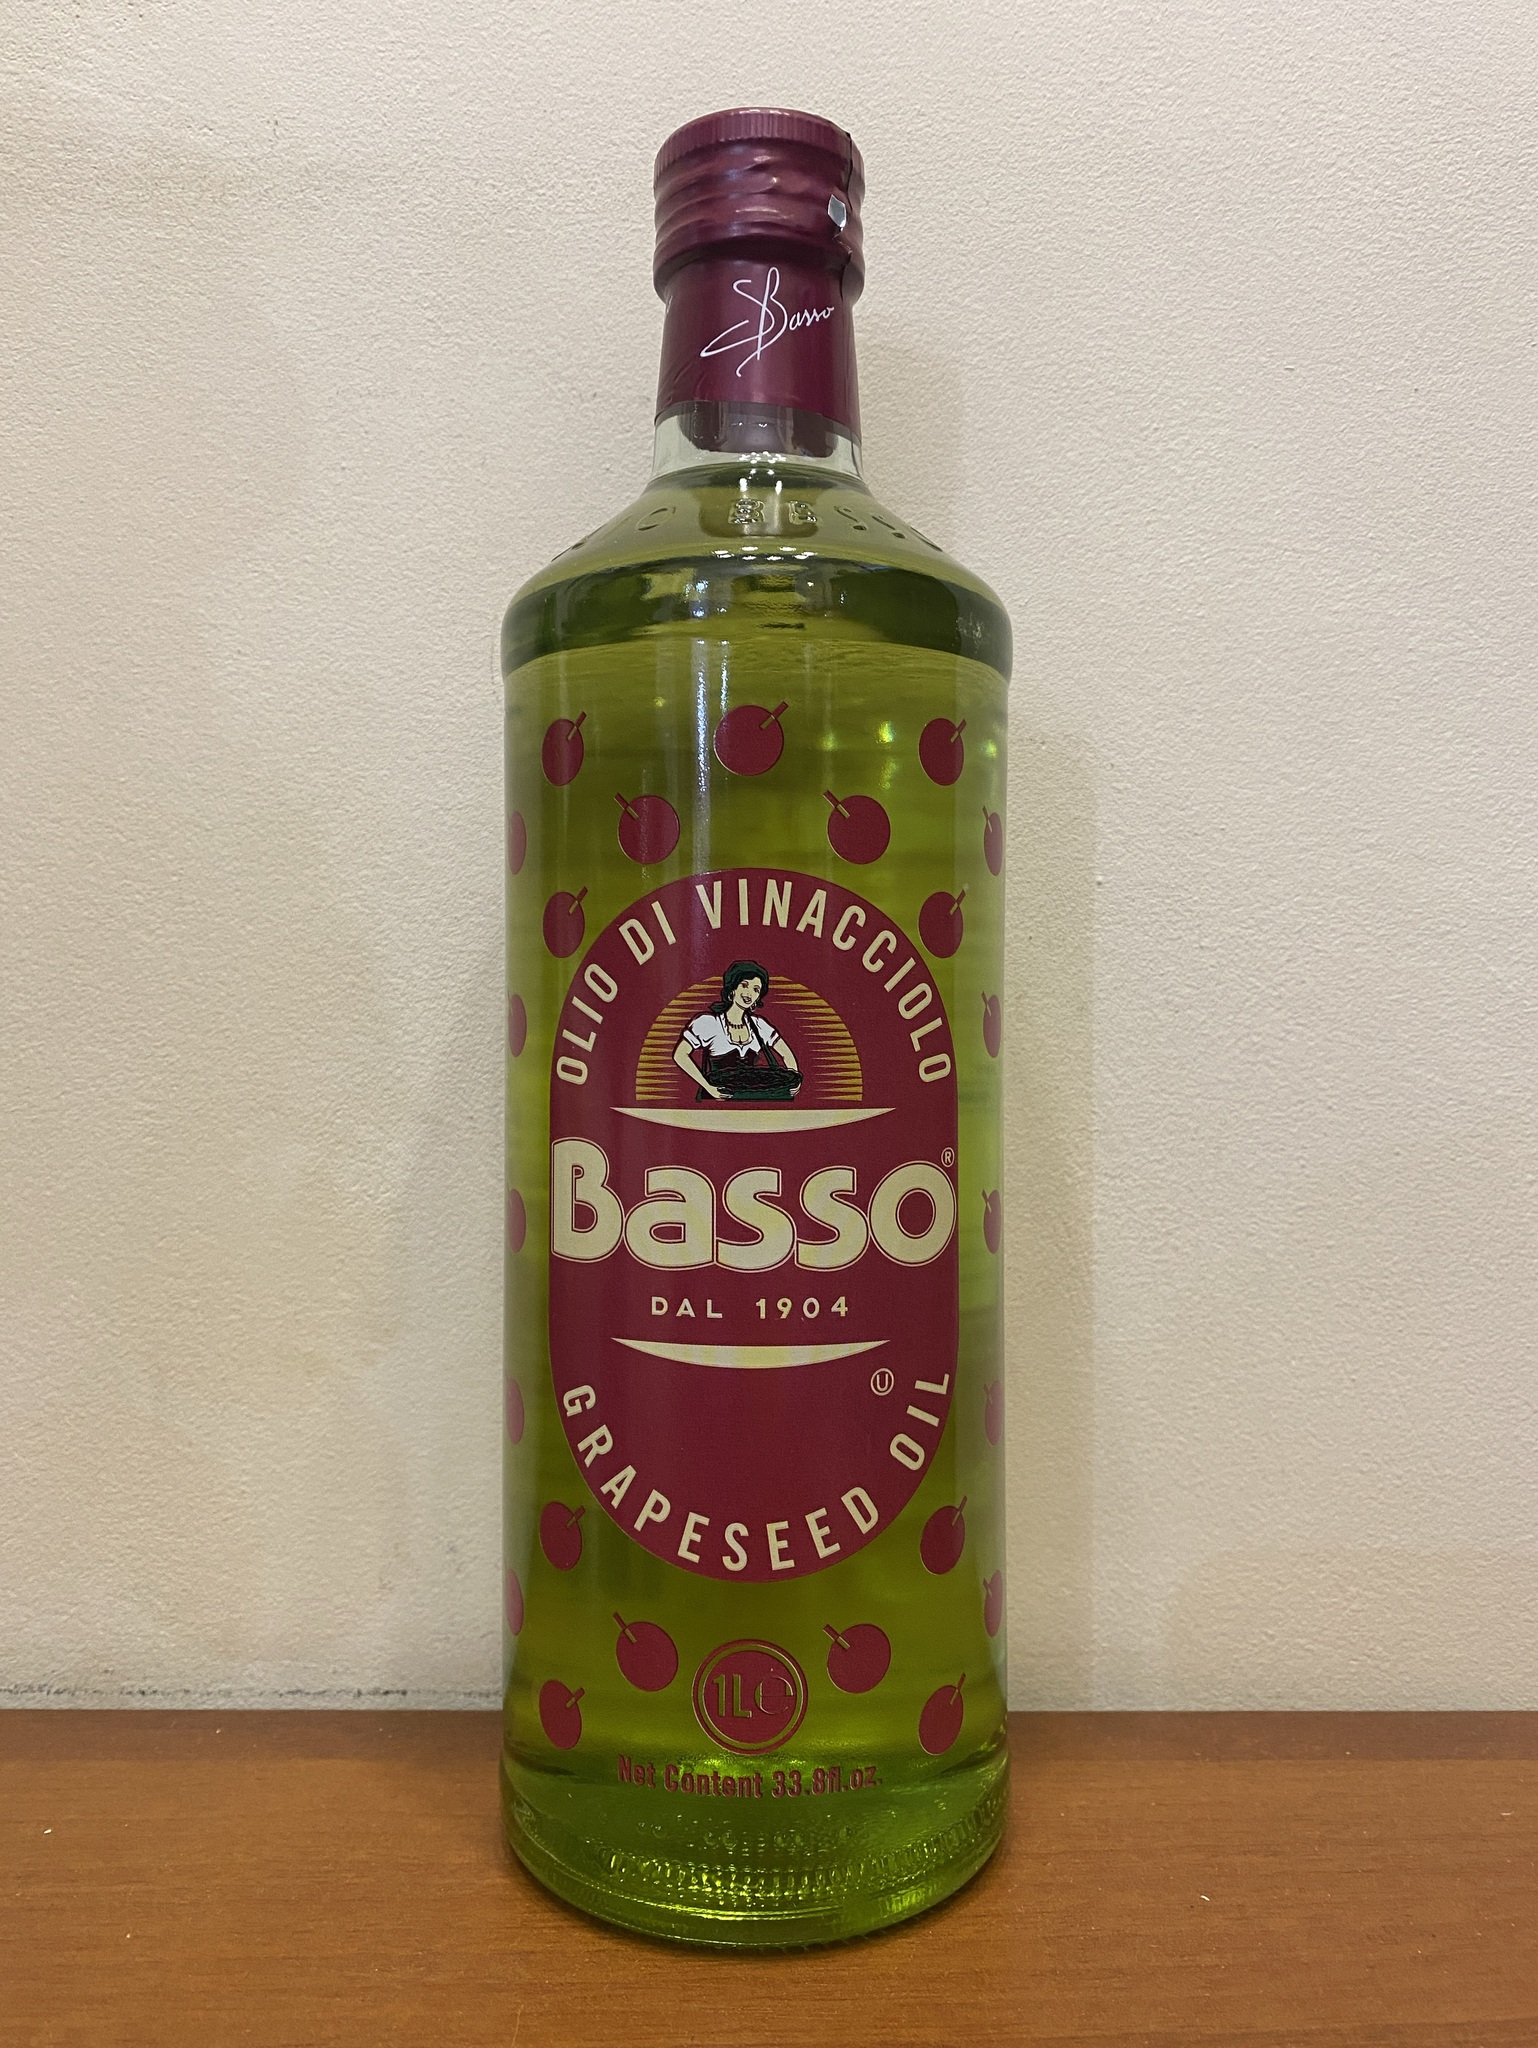 Basso
OLIO DI VINACCIOLO
Basso®
DAL 1904
Ⓤ
GRAPESEED OIL
1L℮
Net Content 33.8fl.oz.